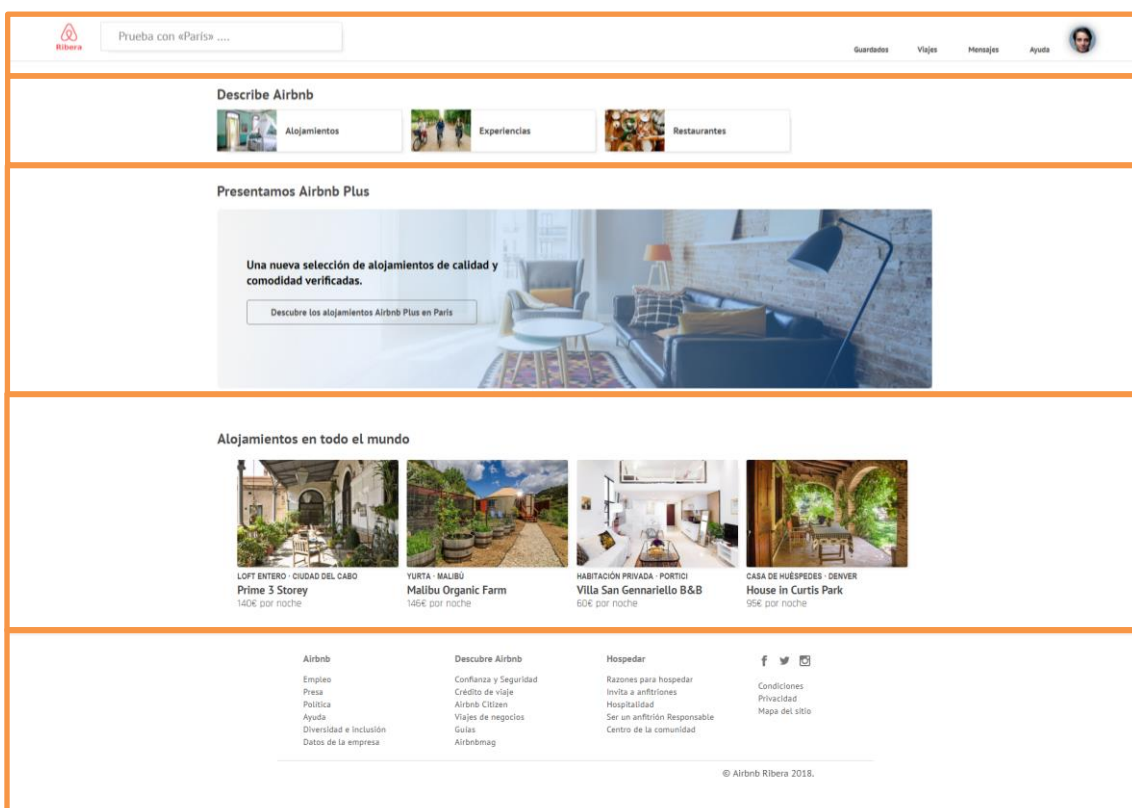 Ribera
Prueba con «París» ....
Guardados
Viajes
Mensajes
Ayuda
Describe Airbnb
Alojamientos
Experiencias
Restaurantes
Presentamos Airbnb Plus
Una nueva selección de alojamientos de calidad y
comodidad verificadas.
Descubre los alojamientos Airbnb Plus en París
Alojamientos en todo el mundo
LOFT ENTERO · CIUDAD DEL CABO
Prime 3 Storey
140€ por noche
YURTA · MALIBÚ
Malibu Organic Farm
146€ por noche
HABITACIÓN PRIVADA · PORTICI
Villa San Gennariello B&B
60€ por noche
CASA DE HUÉSPEDES · DENVER
House in Curtis Park
95€ por noche
Airbnb
Empleo
Presa
Política
Ayuda
Diversidad e inclusión
Datos de la empresa
Descubre Airbnb
Confianza y Seguridad
Crédito de viaje
Airbnb Citizen
Viajes de negocios
Guías
Airbnbmag
Hospedar
Razones para hospedar
Invita a anfitriones
Hospitalidad
Ser un anfitrión Responsable
Centro de la comunidad
Condiciones
Privacidad
Mapa del sitio
© Airbnb Ribera 2018.